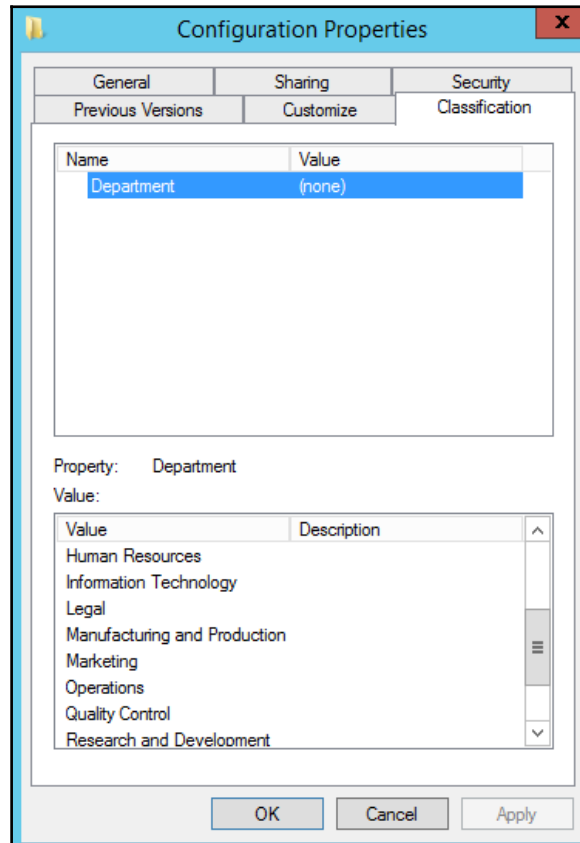 Configuration Properties
x
General Sharing Security
Previous Versions Customize Classification
Name Value
Department (none)
Property: Department
Value:
Value Description
Human Resources
Information Technology
Legal
Manufacturing and Production
Marketing
Operations
Quality Control
Research and Development
OK Cancel Apply